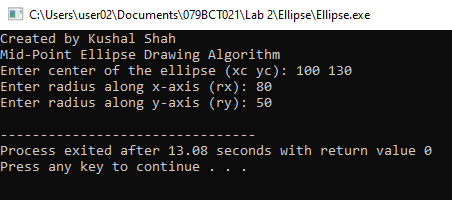 C:\Users\user02\Documents\079BCT021\Lab 2\Ellipse\Ellipse.exe
Created by Kushal Shah
Mid-Point Ellipse Drawing Algorithm
Enter center of the ellipse (xc yc): 100 130
Enter radius along x-axis (rx): 80
Enter radius along y-axis (ry): 50
--------------------------------
Process exited after 13.08 seconds with return value 0
Press any key to continue . . .